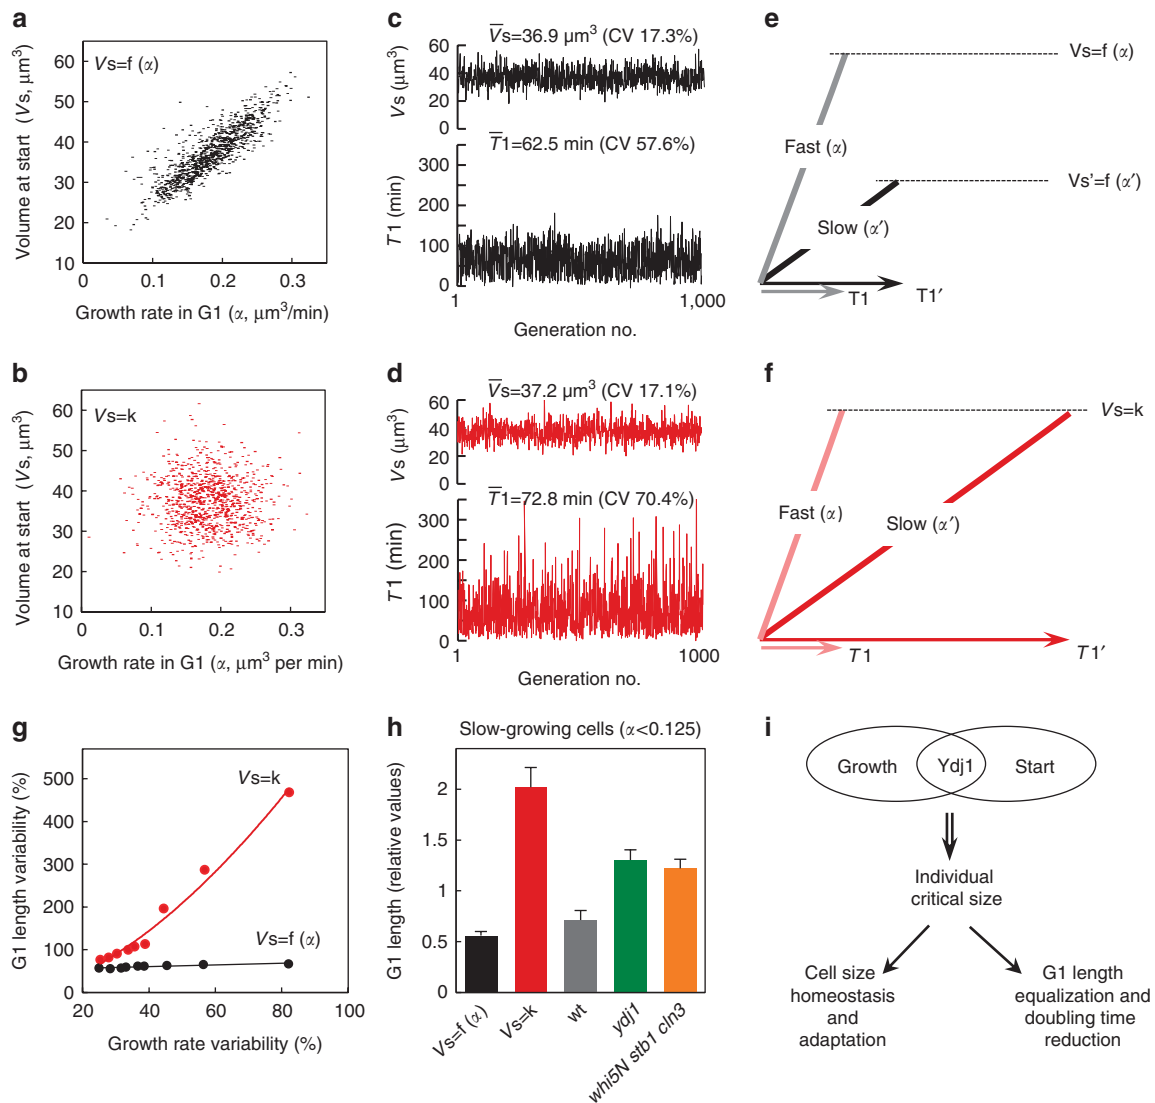 a
Vs=f (α)
Volume at start (Vs, μm³)
60
50
40
30
20
10
0
0.1
0.2
0.3
Growth rate in G1 (α, μm³/min)
b
Vs=k
Volume at start (Vs, μm³)
60
50
40
30
20
10
0
0.1
0.2
0.3
Growth rate in G1 (α, μm³ per min)
c
V̅s=36.9 μm³ (CV 17.3%)
Vs (μm³)
60
40
20
0
T̅1=62.5 min (CV 57.6%)
T1 (min)
300
200
100
0
1
1,000
Generation no.
d
V̅s=37.2 μm³ (CV 17.1%)
Vs (μm³)
60
40
20
0
T̅1=72.8 min (CV 70.4%)
T1 (min)
300
200
100
0
1
1000
Generation no.
e
Vs=f (α)
Fast (α)
Vs'=f (α')
Slow (α')
T1
T1′
f
Vs=k
Fast (α)
Slow (α′)
T1
T1′
g
G1 length variability (%)
500
400
300
200
100
0
Vs=k
Vs=f (α)
20
40
60
80
100
Growth rate variability (%)
h
Slow-growing cells (α<0.125)
G1 length (relative values)
2
1.5
1
0.5
0
Vs=f (α)
Vs=k
wt
ydj1
whi5N stb1 cln3
i
Growth
Ydj1
Start
Individual
critical size
Cell size
homeostasis
and
adaptation
G1 length
equalization and
doubling time
reduction